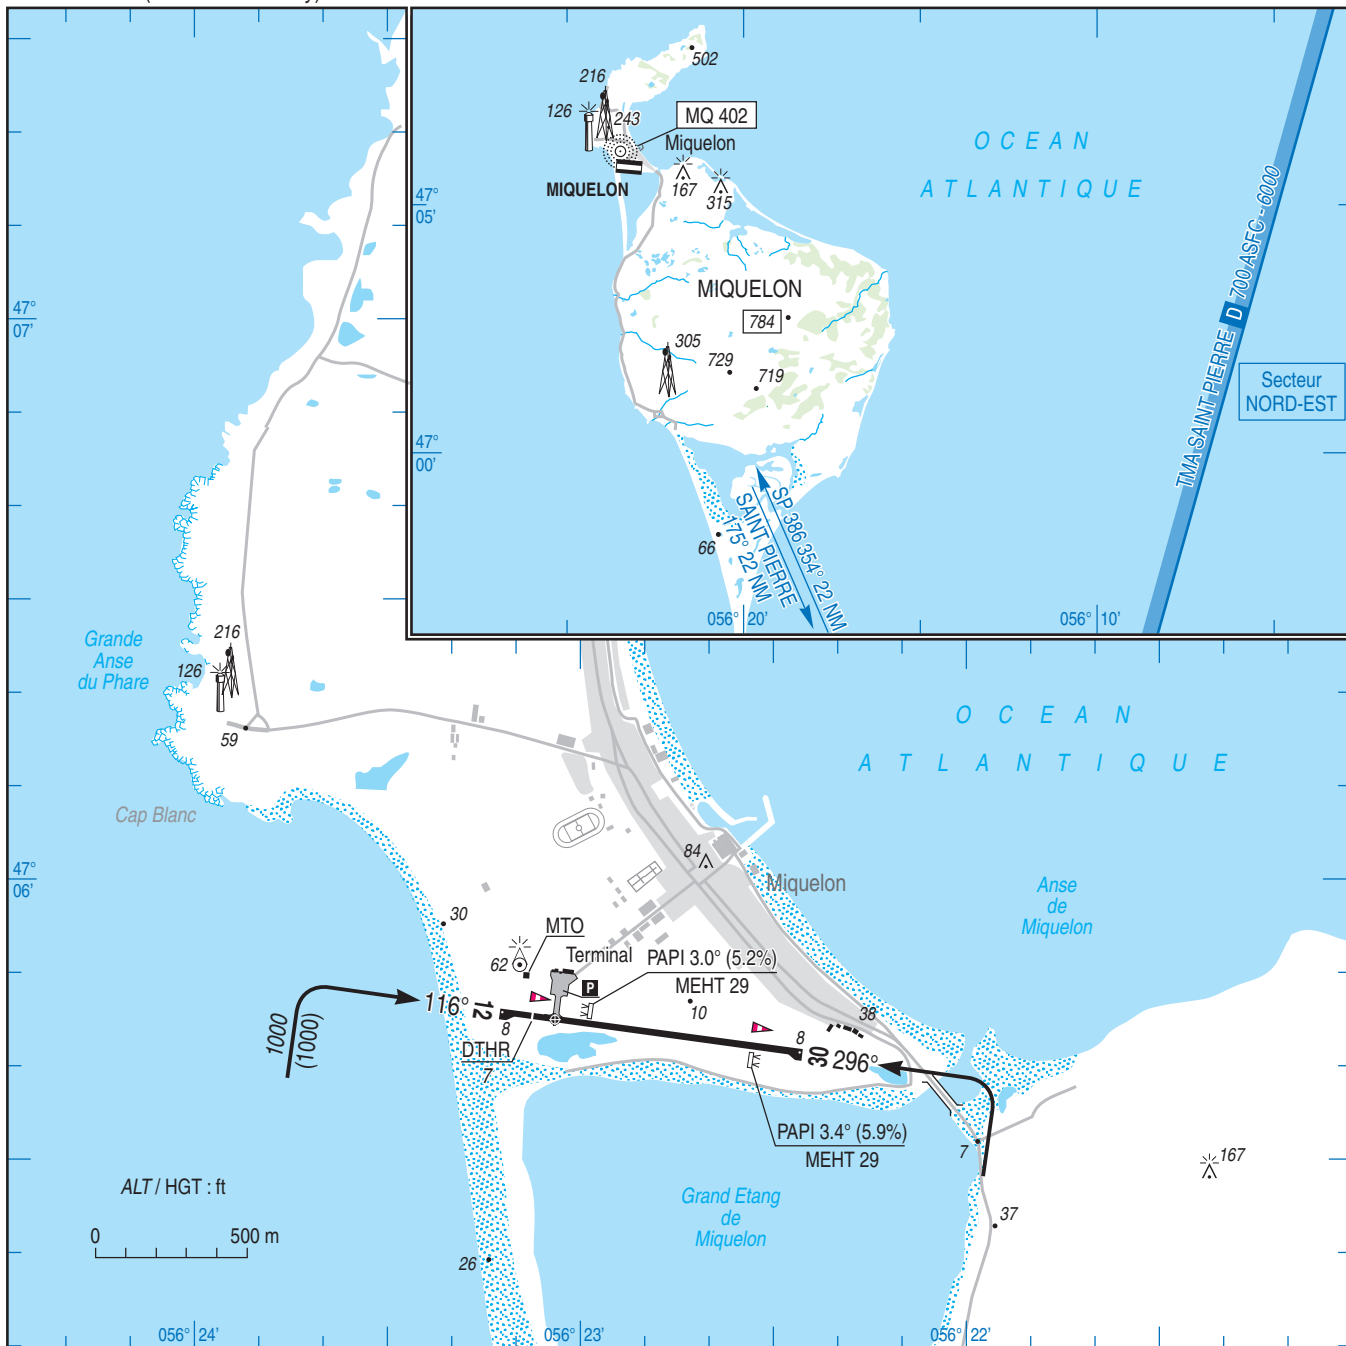 502
216
126
243
MQ 402
Miquelon
MIQUELON
167
315
OCEAN
ATLANTIQUE
47°
05'
MIQUELON
784
305
729
719
47°
00'
66
SP 386 354° 22 NM
SAINT PIERRE
175° 22 NM
056° 20'
056° 10'
TMA SAINT PIERRE D 700 ASFC - 6000
Secteur
NORD-EST
47°
07'
Grande
Anse
du Phare
216
126
59
Cap Blanc
OCEAN
ATLANTIQUE
47°
06'
84
Miquelon
Anse
de
Miquelon
30
MTO
62
Terminal
P
PAPI 3.0° (5.2%)
MEHT 29
10
1000
(1000)
116°
12
8
DTHR
7
38
8
30
296°
PAPI 3.4° (5.9%)
MEHT 29
7
167
37
ALT / HGT : ft
0
500 m
Grand Etang
de
Miquelon
26
056° 24'
056° 23'
056° 22'